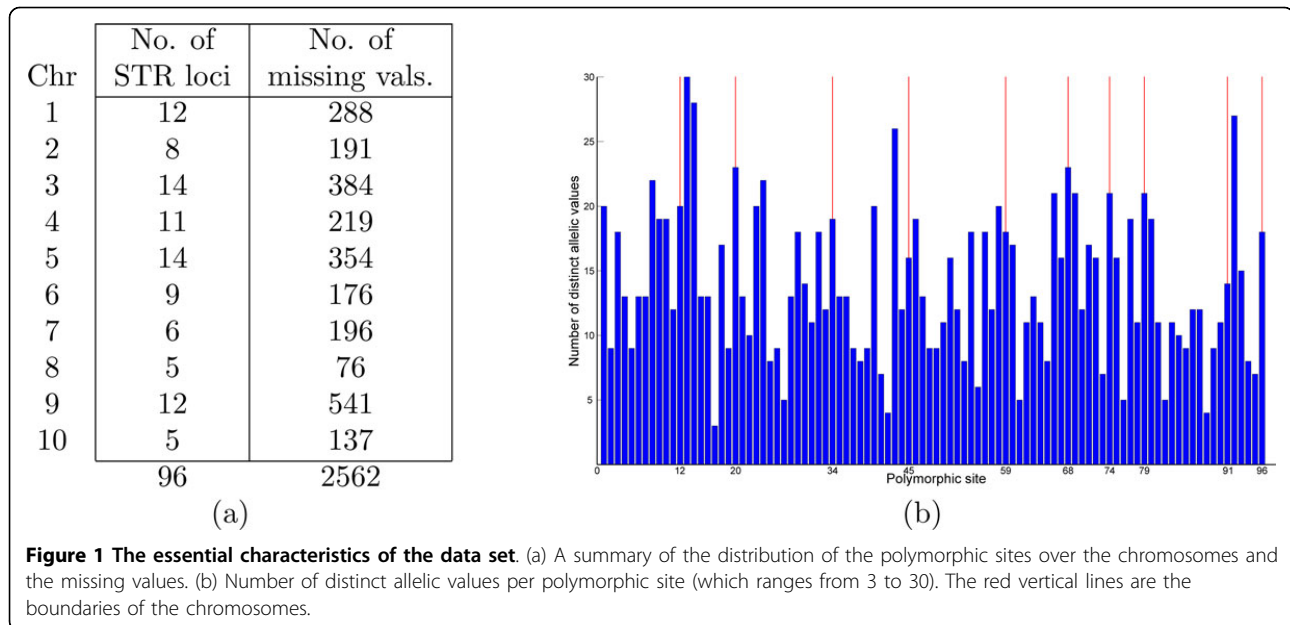 No. of No. of
Chr STR loci missing vals.
1 12 288
2 8 191
3 14 384
4 11 219
5 14 354
6 9 176
7 6 196
8 5 76
9 12 541
10 5 137
96 2562
(a)
Number of distinct allelic values
30
25
20
15
10
5
0 12 20 34 45 59 68 74 79 91 96
Polymorphic site
(b)
Figure 1 The essential characteristics of the data set. (a) A summary of the distribution of the polymorphic sites over the chromosomes and
the missing values. (b) Number of distinct allelic values per polymorphic site (which ranges from 3 to 30). The red vertical lines are the
boundaries of the chromosomes.